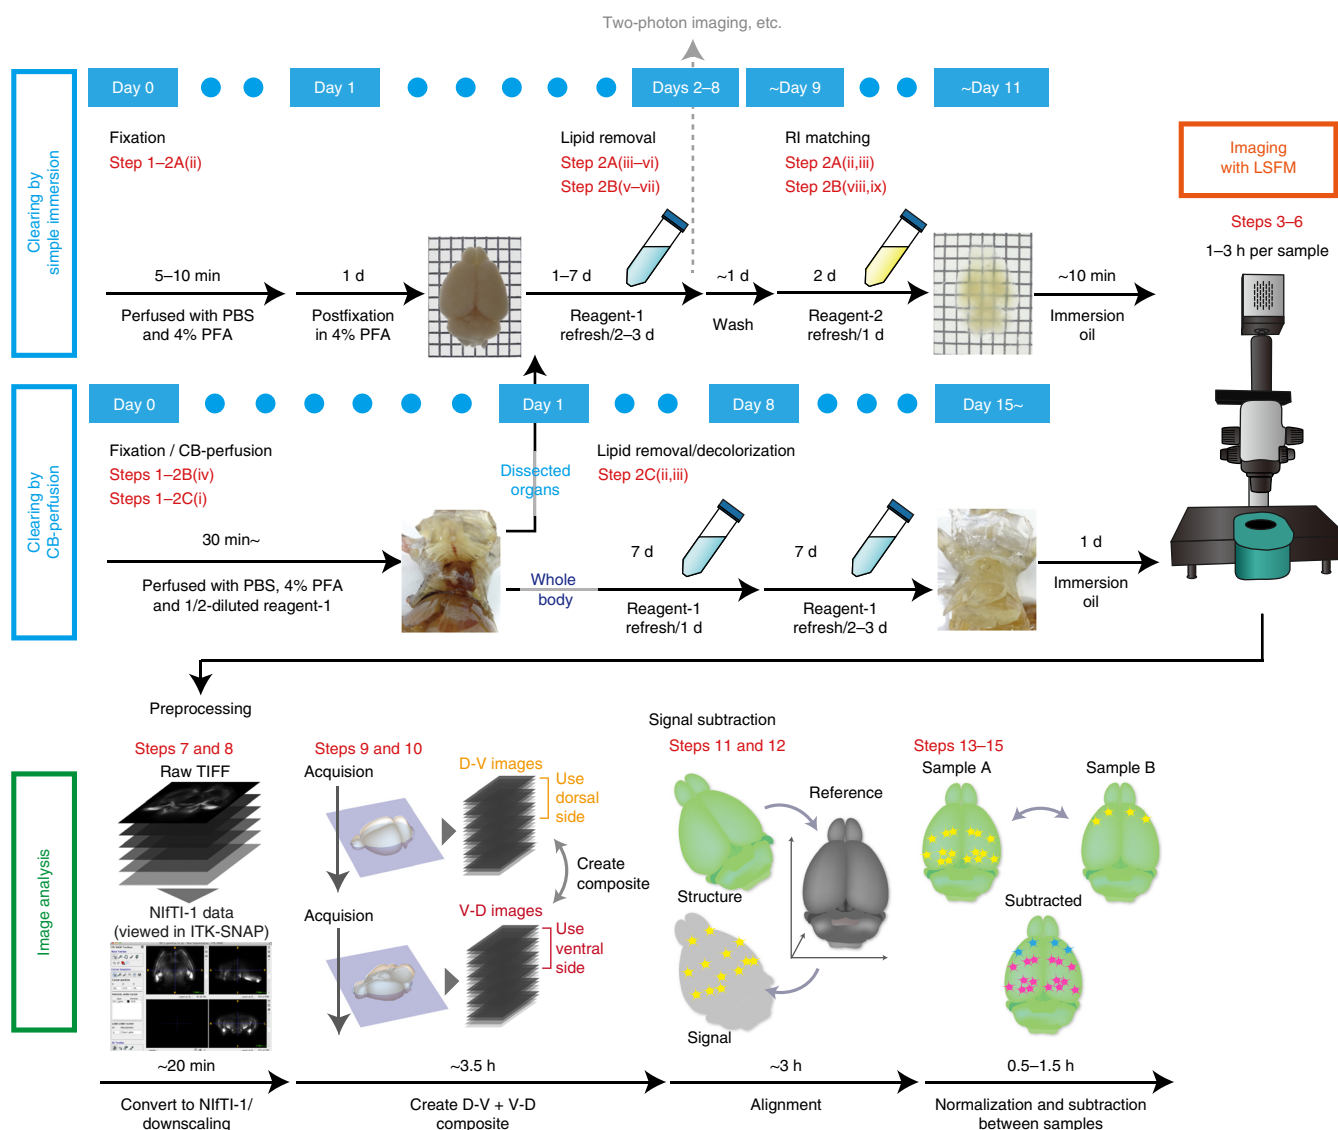 Two-photon imaging, etc.
Clearing by
simple immersion
Day 0
Day 1
Days 2–8
~Day 9
~Day 11
Fixation
Step 1–2A(ii)
Lipid removal
Step 2A(iii–vi)
Step 2B(v–vii)
RI matching
Step 2A(ii,iii)
Step 2B(viii,ix)
5–10 min
Perfused with PBS
and 4% PFA
1 d
Postfixation
in 4% PFA
1–7 d
Reagent-1
refresh/2–3 d
~1 d
Wash
2 d
Reagent-2
refresh/1 d
~10 min
Immersion
oil
Imaging
with LSFM
Steps 3–6
1–3 h per sample
Clearing by
CB-perfusion
Day 0
Day 1
Day 8
Day 15~
Fixation / CB-perfusion
Steps 1–2B(iv)
Steps 1–2C(i)
Dissected
organs
Lipid removal/decolorization
Step 2C(ii,iii)
30 min~
Perfused with PBS, 4% PFA
and 1/2-diluted reagent-1
Whole
body
7 d
Reagent-1
refresh/1 d
7 d
Reagent-1
refresh/2–3 d
1 d
Immersion
oil
Image analysis
Preprocessing
Steps 7 and 8
Raw TIFF
NIfTI-1 data
(viewed in ITK-SNAP)
~20 min
Convert to NIfTI-1/
downscaling
Steps 9 and 10
Acquision
D-V images
Use
dorsal
side
Create
composite
Acquision
V-D images
Use
ventral
side
~3.5 h
Create D-V + V-D
composite
Signal subtraction
Steps 11 and 12
Reference
Structure
Signal
~3 h
Alignment
Steps 13–15
Sample A
Sample B
Subtracted
0.5–1.5 h
Normalization and subtraction
between samples